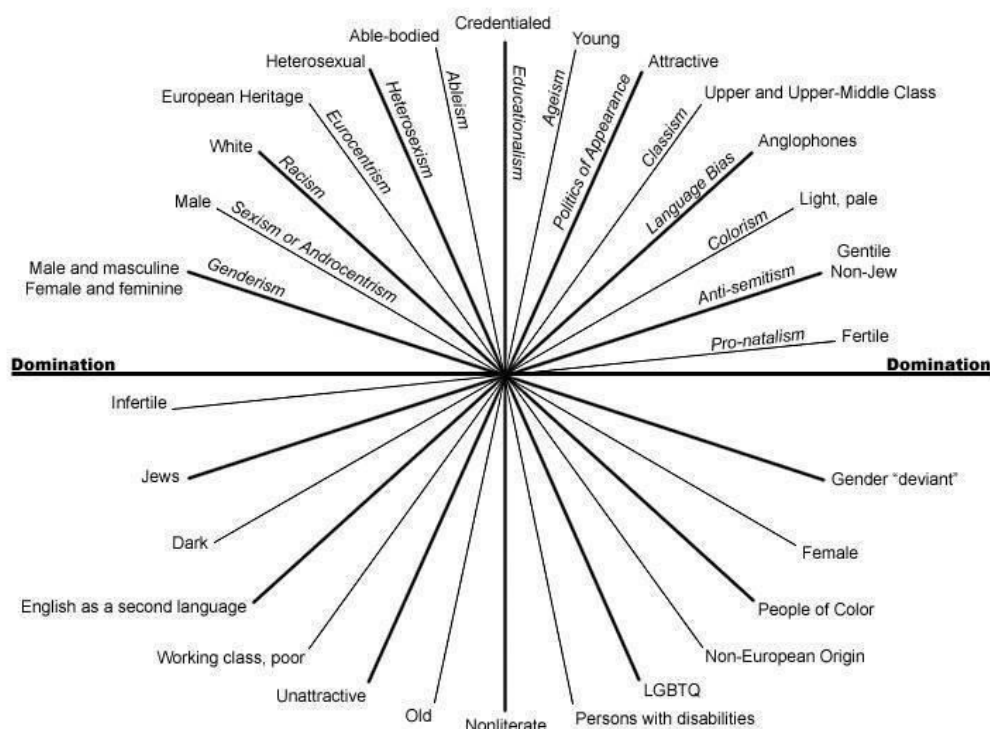 Credentialed
Able-bodied
Young
Heterosexual
Attractive
European Heritage
Upper and Upper-Middle Class
White
Anglophones
Male
Light, pale
Male and masculine
Female and feminine
Gentile
Non-Jew
Fertile
Genderism
Sexism or Androcentrism
Racism
Eurocentrism
Heterosexism
Ableism
Educationalism
Ageism
Politics of Appearance
Classism
Language Bias
Colorism
Anti-semitism
Pro-natalism
Domination
Domination
Infertile
Jews
Gender “deviant”
Dark
Female
English as a second language
People of Color
Working class, poor
Non-European Origin
Unattractive
LGBTQ
Old
Nonliterate
Persons with disabilities